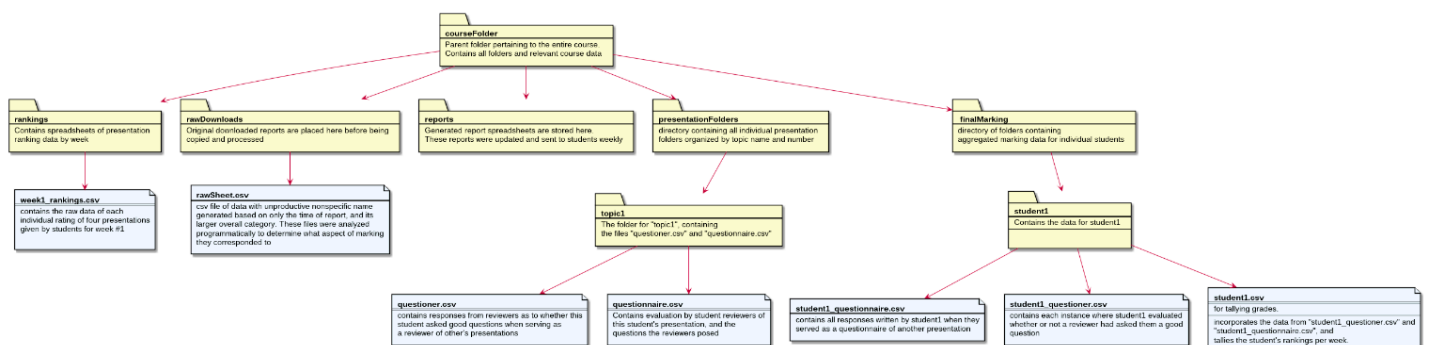 courseFolder
Parent folder pertaining to the entire course.
Contains all folders and relevant course data
rankings
Contains spreadsheets of presentation
ranking data by week
rawDownloads
Original downloaded reports are placed here before being
copied and processed
reports
Generated report spreadsheets are stored here.
These reports were updated and sent to students weekly
presentationFolders
directory containing all individual presentation
folders organized by topic name and number
finalMarking
directory of folders containing
aggregated marking data for individual students
week1_rankings.csv
contains the raw data of each
individual rating of four presentations
given by students for week #1
rawSheet.csv
csv file of data with unproductive nonspecific name
generated based on only the time of report, and its
larger overall category. These files were analyzed
programmatically to determine what aspect of marking
they corresponded to
topic1
The folder for "topic1", containing
the files "questioner.csv" and "questionnaire.csv"
student1
Contains the data for student1
questioner.csv
contains responses from reviewers as to whether this
student asked good questions when serving as
a reviewer of other's presentations
questionnaire.csv
Contains evaluation by student reviewers of
this student's presentation, and the
questions the reviewers posed
student1_questionnaire.csv
contains all responses written by student1 when they
served as a questionnaire of another presentation
student1_questioner.csv
contains each instance where student1 evaluated
whether or not a reviewer had asked them a good
question
student1.csv
for tallying grades.
incorporates the data from "student1_questioner.csv" and
"student1_questionnaire.csv", and
tallies the student's rankings per week.